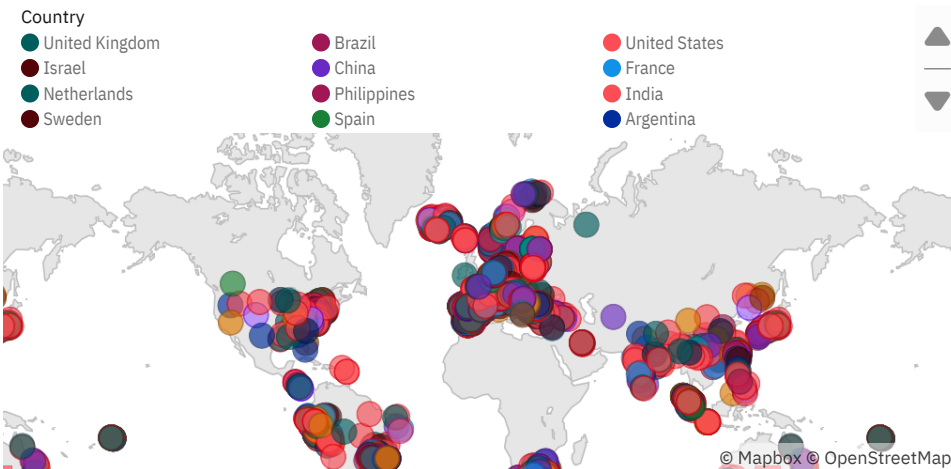 Country
United Kingdom Brazil United States
Israel China France
Netherlands Philippines India
Sweden Spain Argentina
© Mapbox © OpenStreetMap